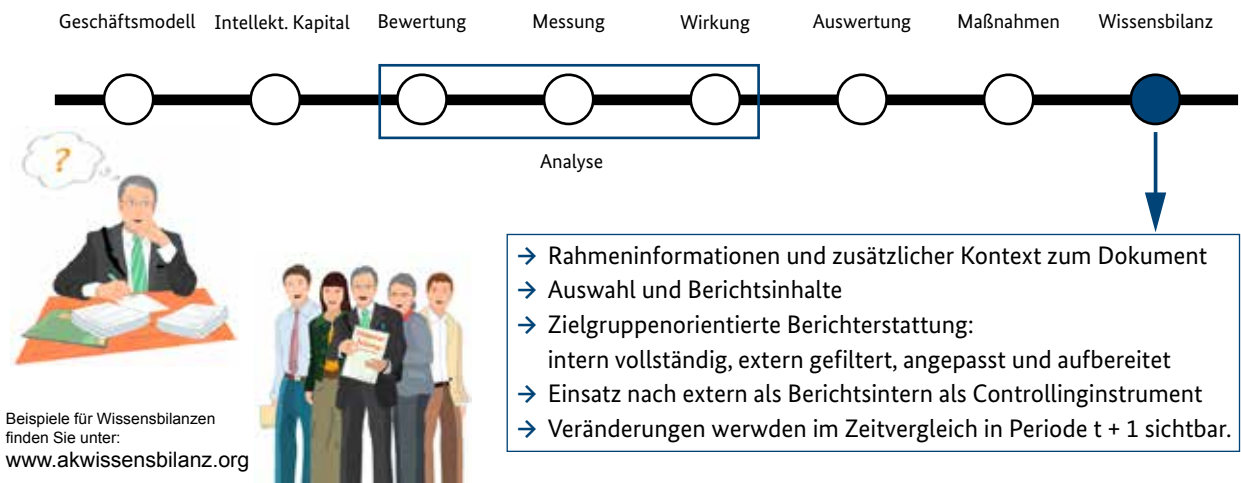 Geschäftsmodell Intellekt. Kapital Bewertung Messung Wirkung Auswertung Maßnahmen Wissensbilanz
Analyse
?
→ Rahmeninformationen und zusätzlicher Kontext zum Dokument
→ Auswahl und Berichtsinhalte
→ Zielgruppenorientierte Berichterstattung:
intern vollständig, extern gefiltert, angepasst und aufbereitet
→ Einsatz nach extern als Berichtsintern als Controllinginstrument
→ Veränderungen werwden im Zeitvergleich in Periode t + 1 sichtbar.
Beispiele für Wissensbilanzen
finden Sie unter:
www.akwissensbilanz.org